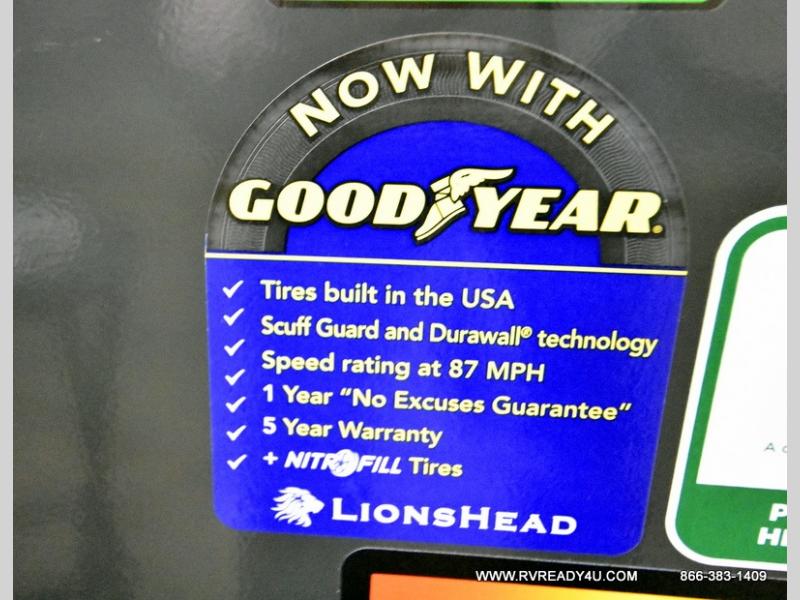 NOW WITH
GOODYEAR
Tires built in the USA
Scuff Guard and Durawall® technology
Speed rating at 87 MPH
1 Year “No Excuses Guarantee”
5 Year Warranty
+ NITROFILL Tires
LIONSHEAD
WWW.RVREADY4U.COM 866-383-1409